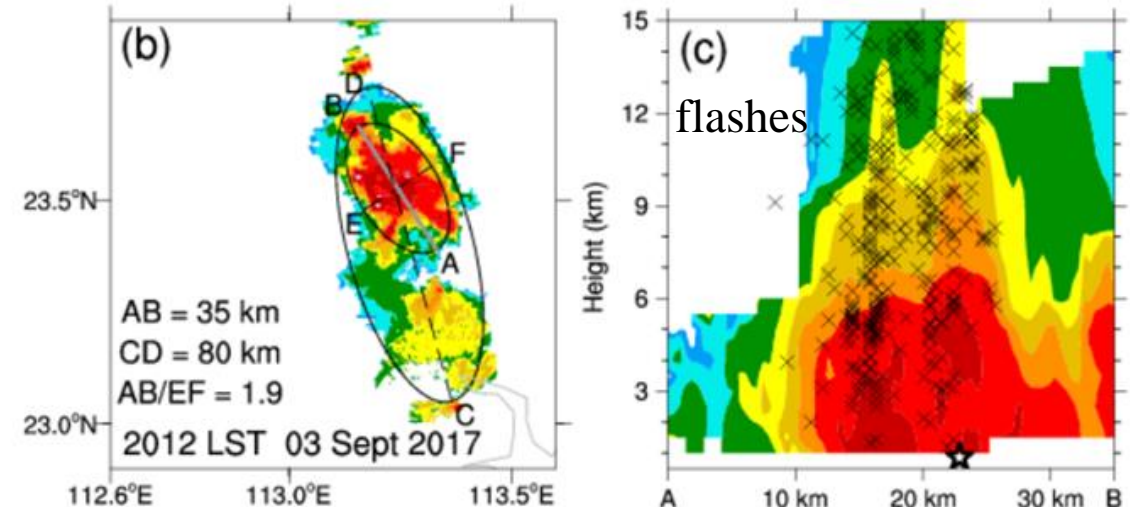 (b)
D
B
F
E
A
C
AB = 35 km
CD = 80 km
AB/EF = 1.9
2012 LST 03 Sept 2017
23.5°N
23.0°N
112.6°E 113.0°E 113.5°E
(c)
flashes
Height (km)
15
12
9
6
3
A 10 km 20 km 30 km B